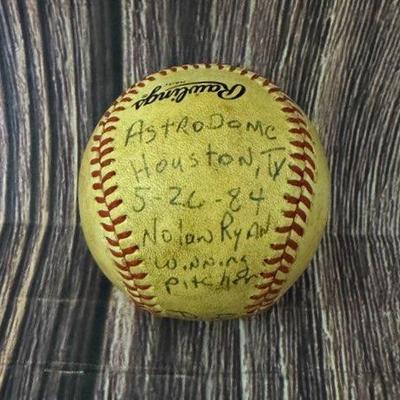 Rawlings
AstroDome
Houston, TX
5-26-84
Nolan Ryan
winning
Pitcher